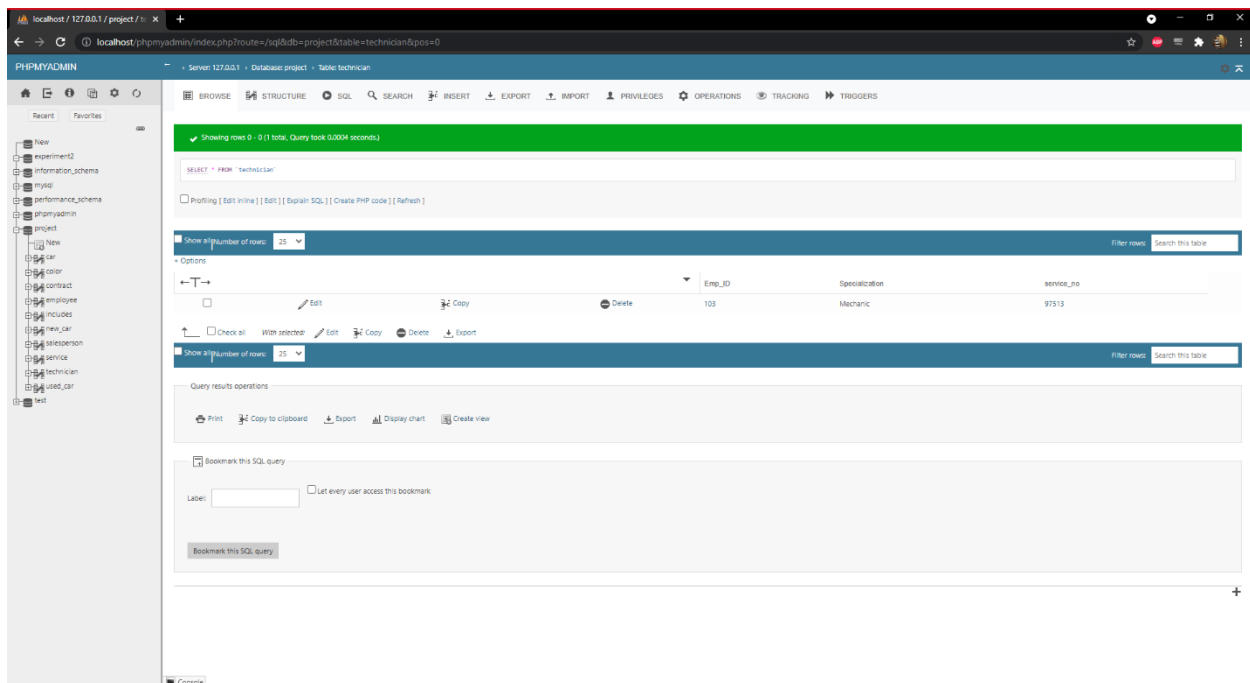 localhost / 127.0.0.1 / project / te
localhost/phpmyadmin/index.php?route=/sql&db=project&table=technician&pos=0
PHPMYADMIN
Server: 127.0.0.1 » Database: project » Table: technician
BROWSE STRUCTURE SQL SEARCH INSERT EXPORT IMPORT PRIVILEGES OPERATIONS TRACKING TRIGGERS
Recent Favorites
New
experiment2
information_schema
mysql
performance_schema
phpmyadmin
project
New
car
color
contract
employee
includes
new_car
salesperson
service
technician
used_car
test
Showing rows 0 - 0 (1 total, Query took 0.0004 seconds.)
SELECT * FROM `technician`
Profiling [ Edit inline ] [ Edit ] [ Explain SQL ] [ Create PHP code ] [ Refresh ]
Show all Number of rows: 25 Filter rows: Search this table
+ Options
←T→ Emp_ID Specialization service_no
Edit Copy Delete 103 Mechanic 97513
Check all With selected: Edit Copy Delete Export
Show all Number of rows: 25 Filter rows: Search this table
Query results operations
Print Copy to clipboard Export Display chart Create view
Bookmark this SQL query
Label: Let every user access this bookmark
Bookmark this SQL query
Console